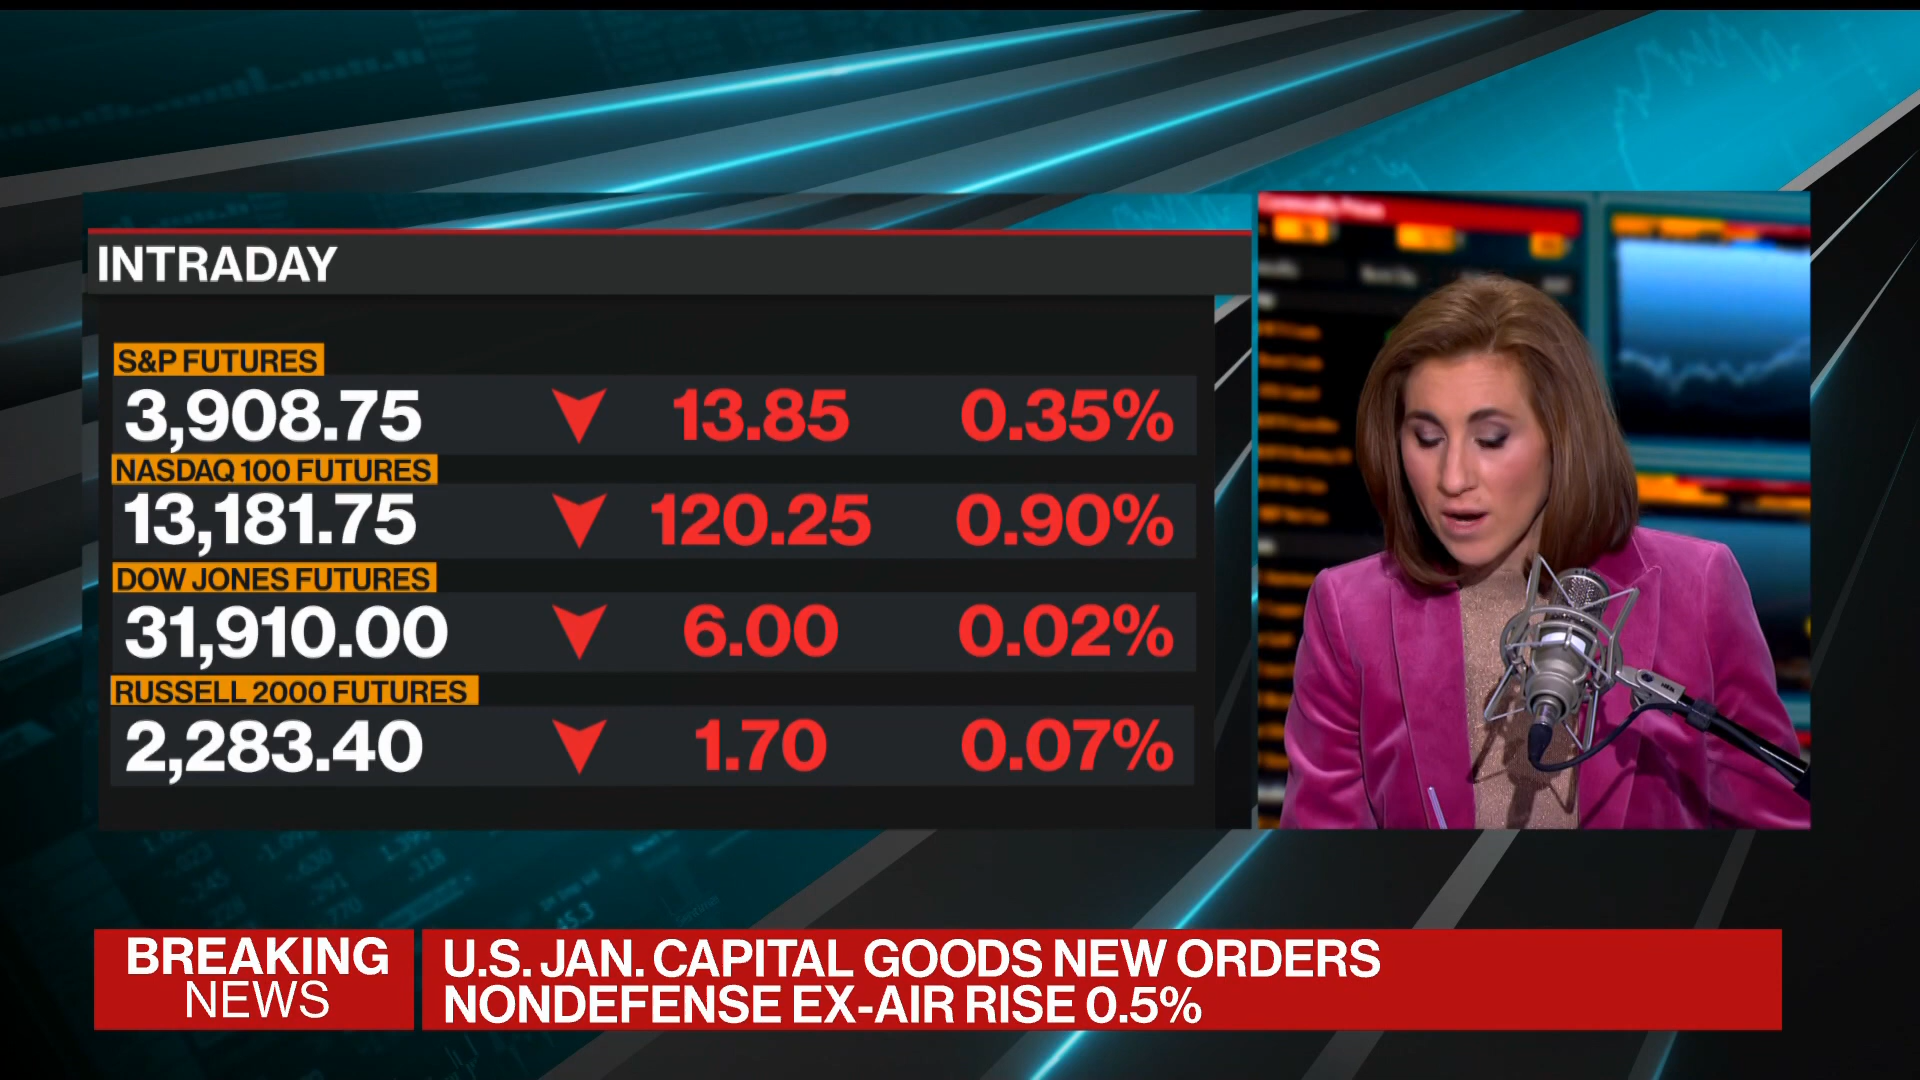 INTRADAY
S&P FUTURES
3,908.75 13.85 0.35%
NASDAQ 100 FUTURES
13,181.75 120.25 0.90%
DOW JONES FUTURES
31,910.00 6.00 0.02%
RUSSELL 2000 FUTURES
2,283.40 1.70 0.07%
BREAKING
NEWS
U.S. JAN. CAPITAL GOODS NEW ORDERS
NONDEFENSE EX-AIR RISE 0.5%